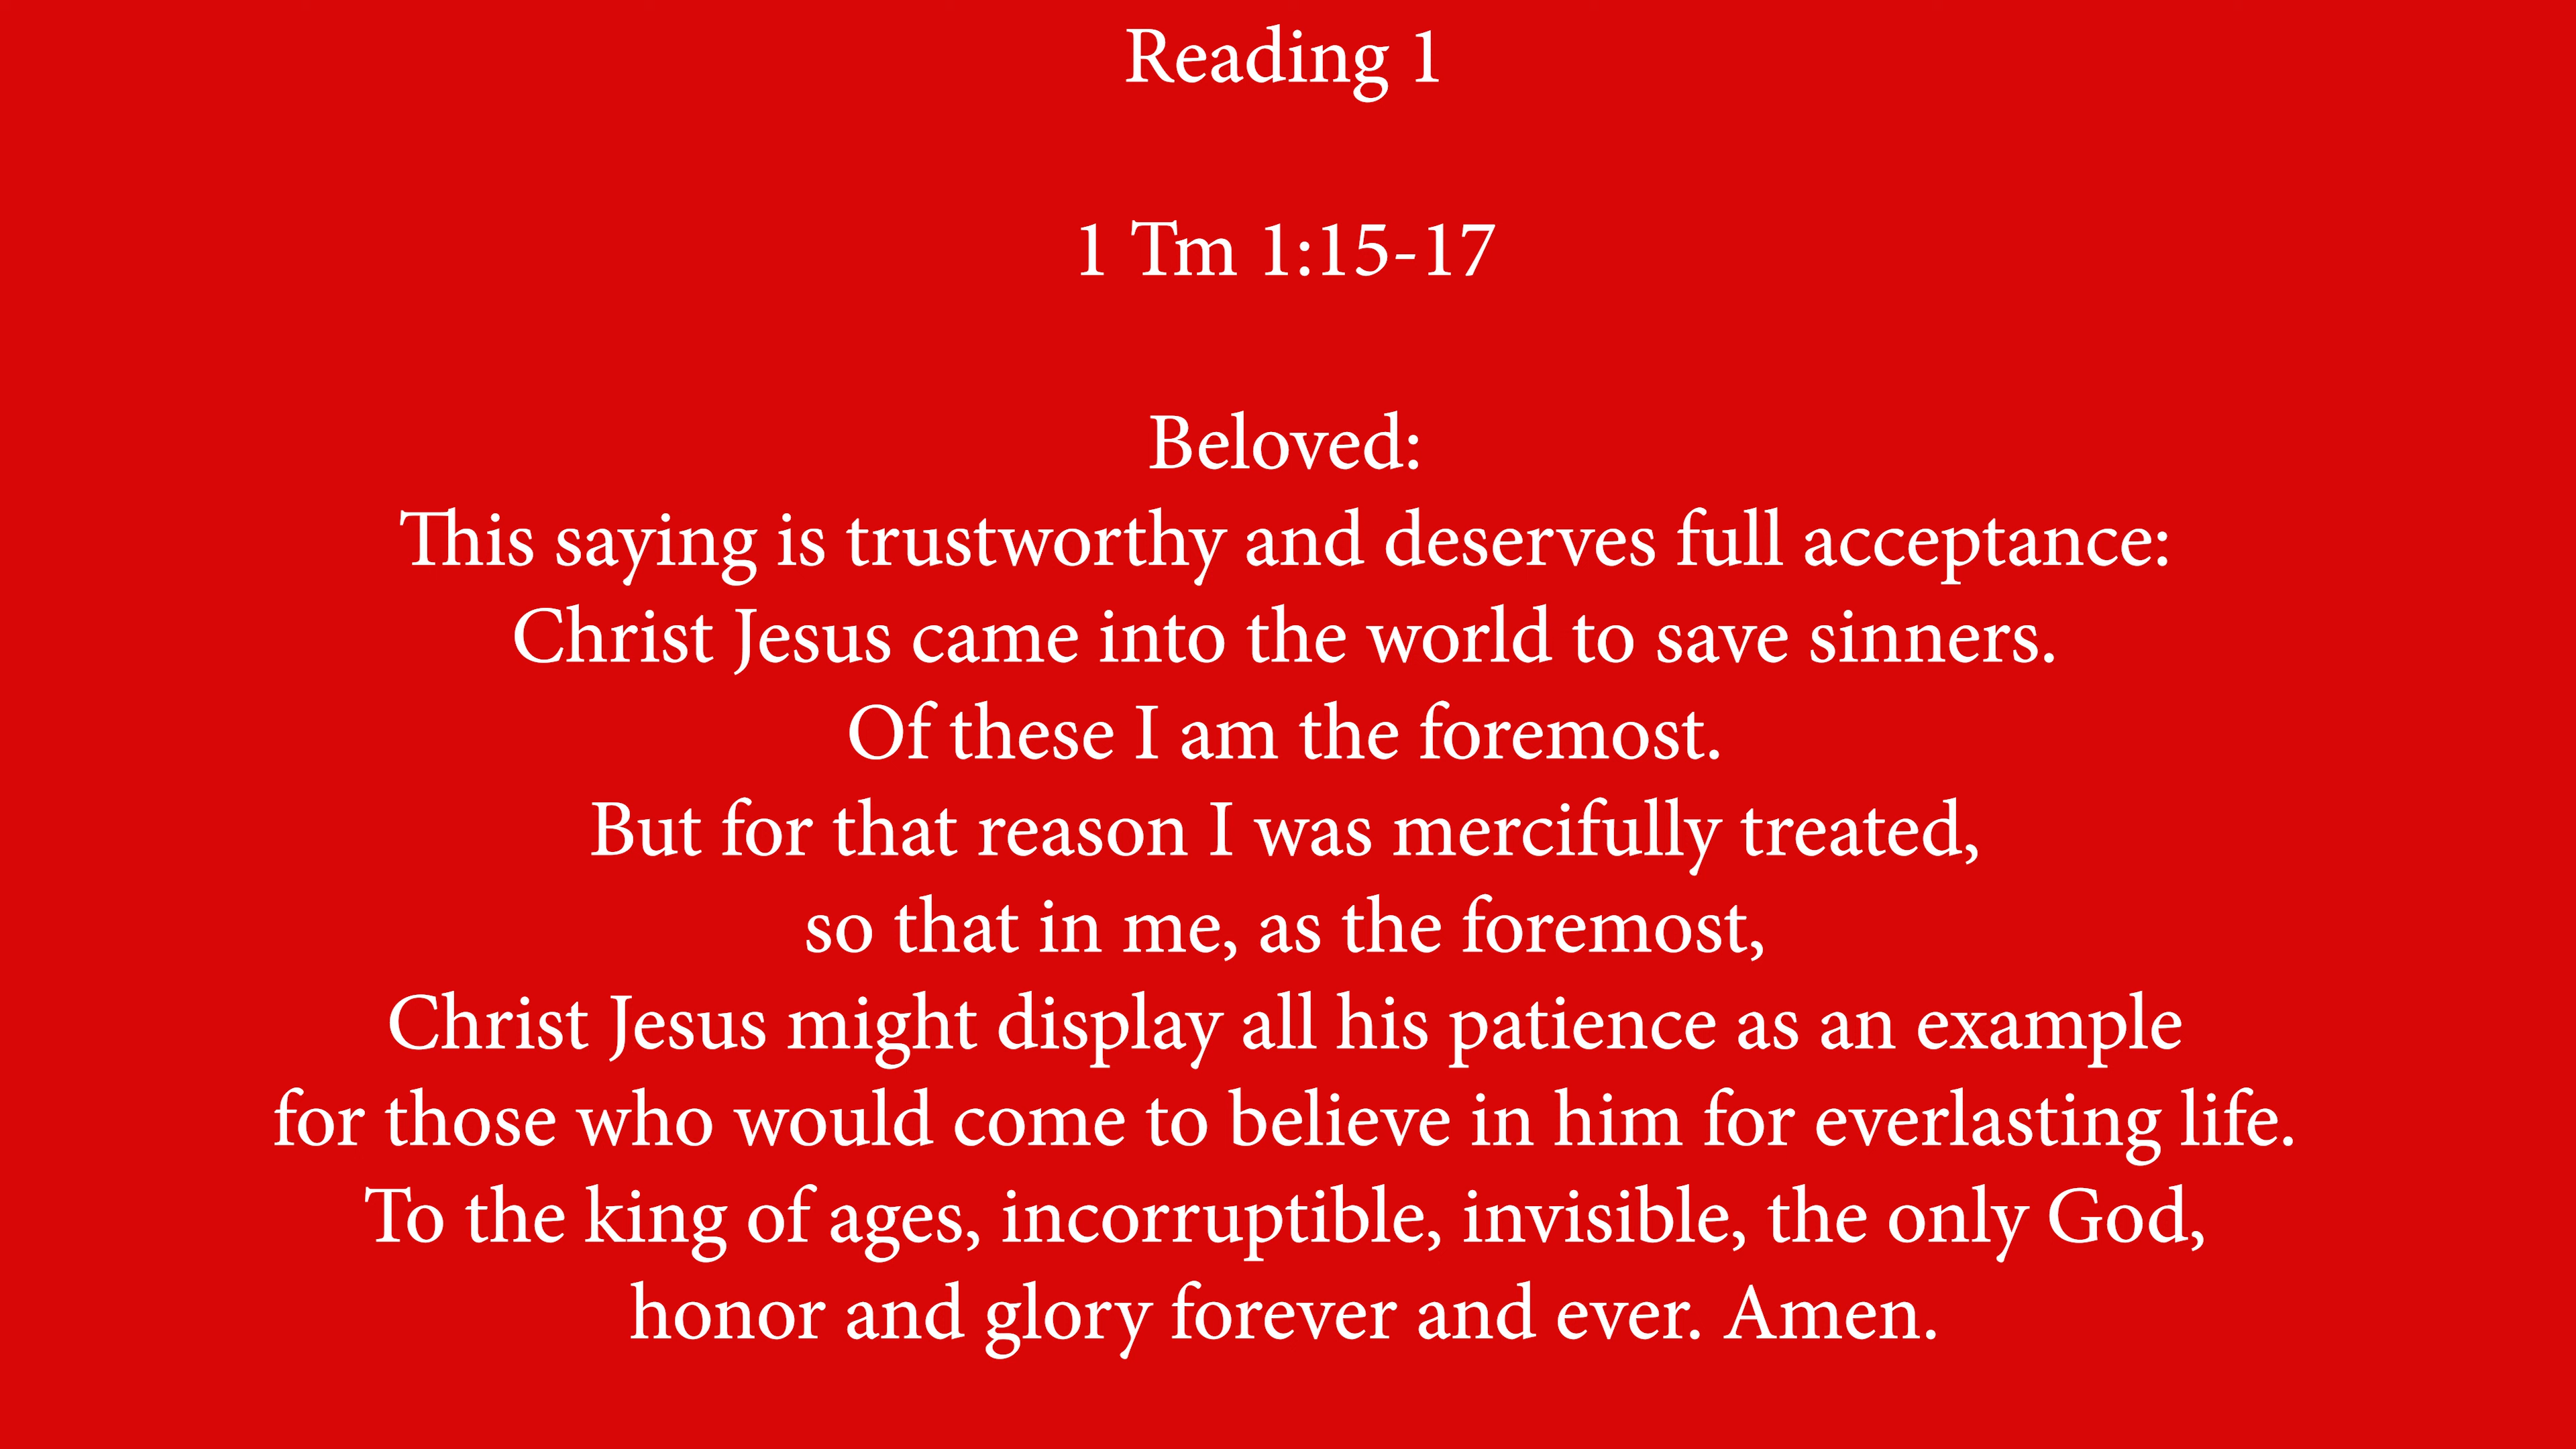 Reading 1
1 Tm 1:15-17
Beloved:
This saying is trustworthy and deserves full acceptance:
Christ Jesus came into the world to save sinners.
Of these I am the foremost.
But for that reason I was mercifully treated,
so that in me, as the foremost,
Christ Jesus might display all his patience as an example
for those who would come to believe in him for everlasting life.
To the king of ages, incorruptible, invisible, the only God,
honor and glory forever and ever. Amen.